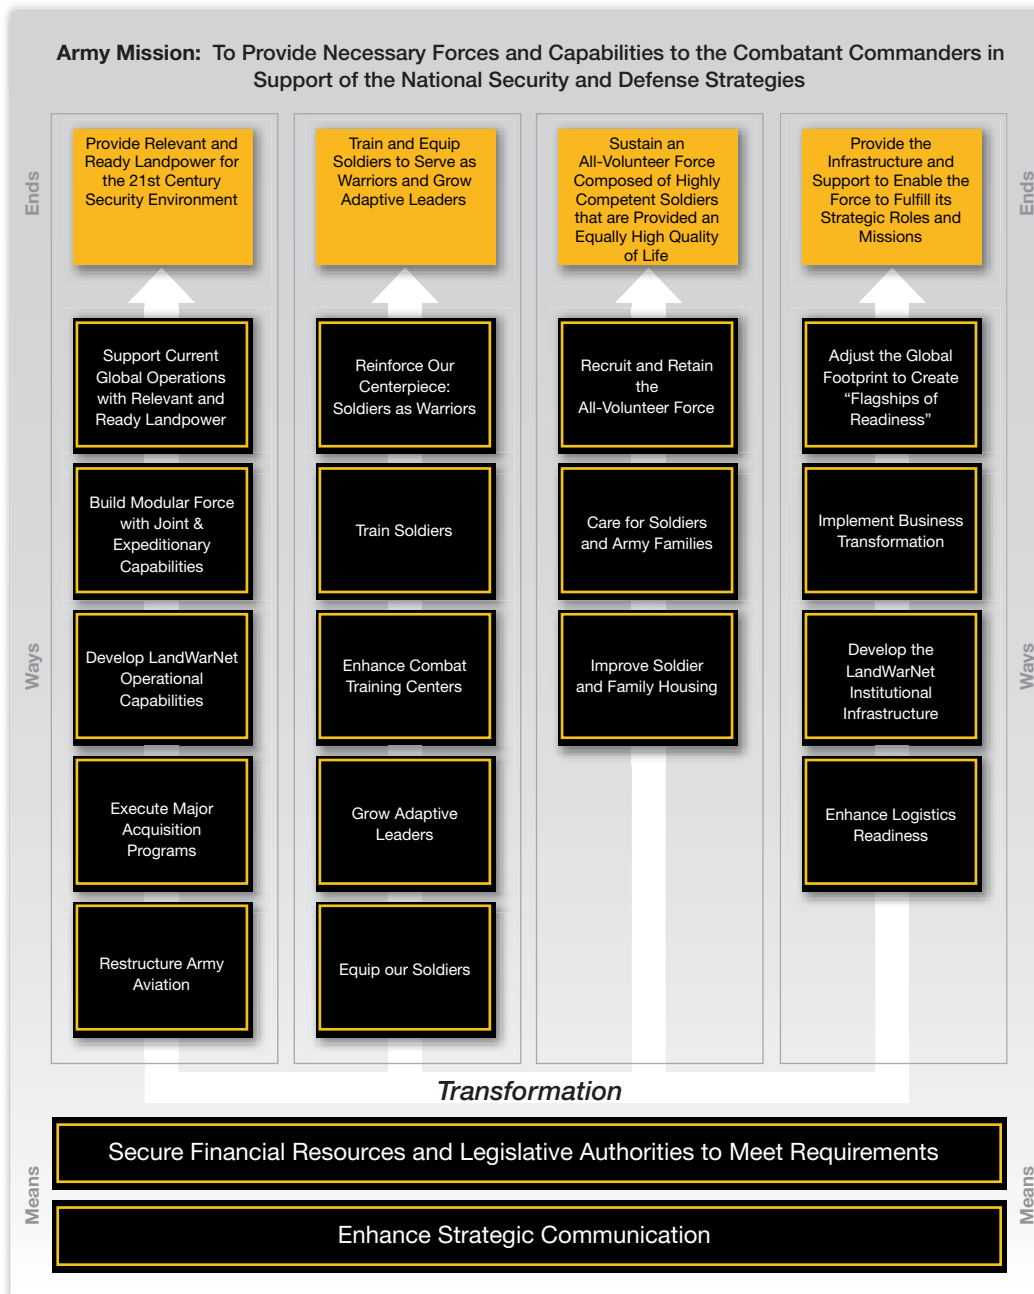 Army Mission: To Provide Necessary Forces and Capabilities to the Combatant Commanders in
Support of the National Security and Defense Strategies
Ends
Provide Relevant and
Ready Landpower for
the 21st Century
Security Environment
Train and Equip
Soldiers to Serve as
Warriors and Grow
Adaptive Leaders
Sustain an
All-Volunteer Force
Composed of Highly
Competent Soldiers
that are Provided an
Equally High Quality
of Life
Provide the
Infrastructure and
Support to Enable the
Force to Fulfill its
Strategic Roles and
Missions
Ends
Ways
Support Current
Global Operations
with Relevant and
Ready Landpower
Build Modular Force
with Joint &
Expeditionary
Capabilities
Develop LandWarNet
Operational
Capabilities
Execute Major
Acquisition
Programs
Restructure Army
Aviation
Reinforce Our
Centerpiece:
Soldiers as Warriors
Train Soldiers
Enhance Combat
Training Centers
Grow Adaptive
Leaders
Equip our Soldiers
Recruit and Retain
the
All-Volunteer Force
Care for Soldiers
and Army Families
Improve Soldier
and Family Housing
Adjust the Global
Footprint to Create
“Flagships of
Readiness”
Implement Business
Transformation
Develop the
LandWarNet
Institutional
Infrastructure
Enhance Logistics
Readiness
Ways
Transformation
Means
Secure Financial Resources and Legislative Authorities to Meet Requirements
Enhance Strategic Communication
Means